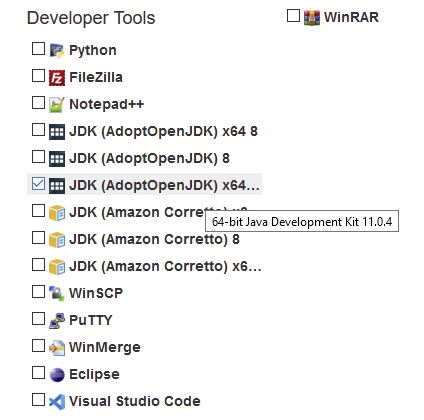 Developer Tools
WinRAR
Python
FileZilla
Notepad++
JDK (AdoptOpenJDK) x64 8
JDK (AdoptOpenJDK) 8
JDK (AdoptOpenJDK) x64...
JDK (Amazon Corretto)
64-bit Java Development Kit 11.0.4
JDK (Amazon Corretto) 8
JDK (Amazon Corretto) x6...
WinSCP
PuTTY
WinMerge
Eclipse
Visual Studio Code